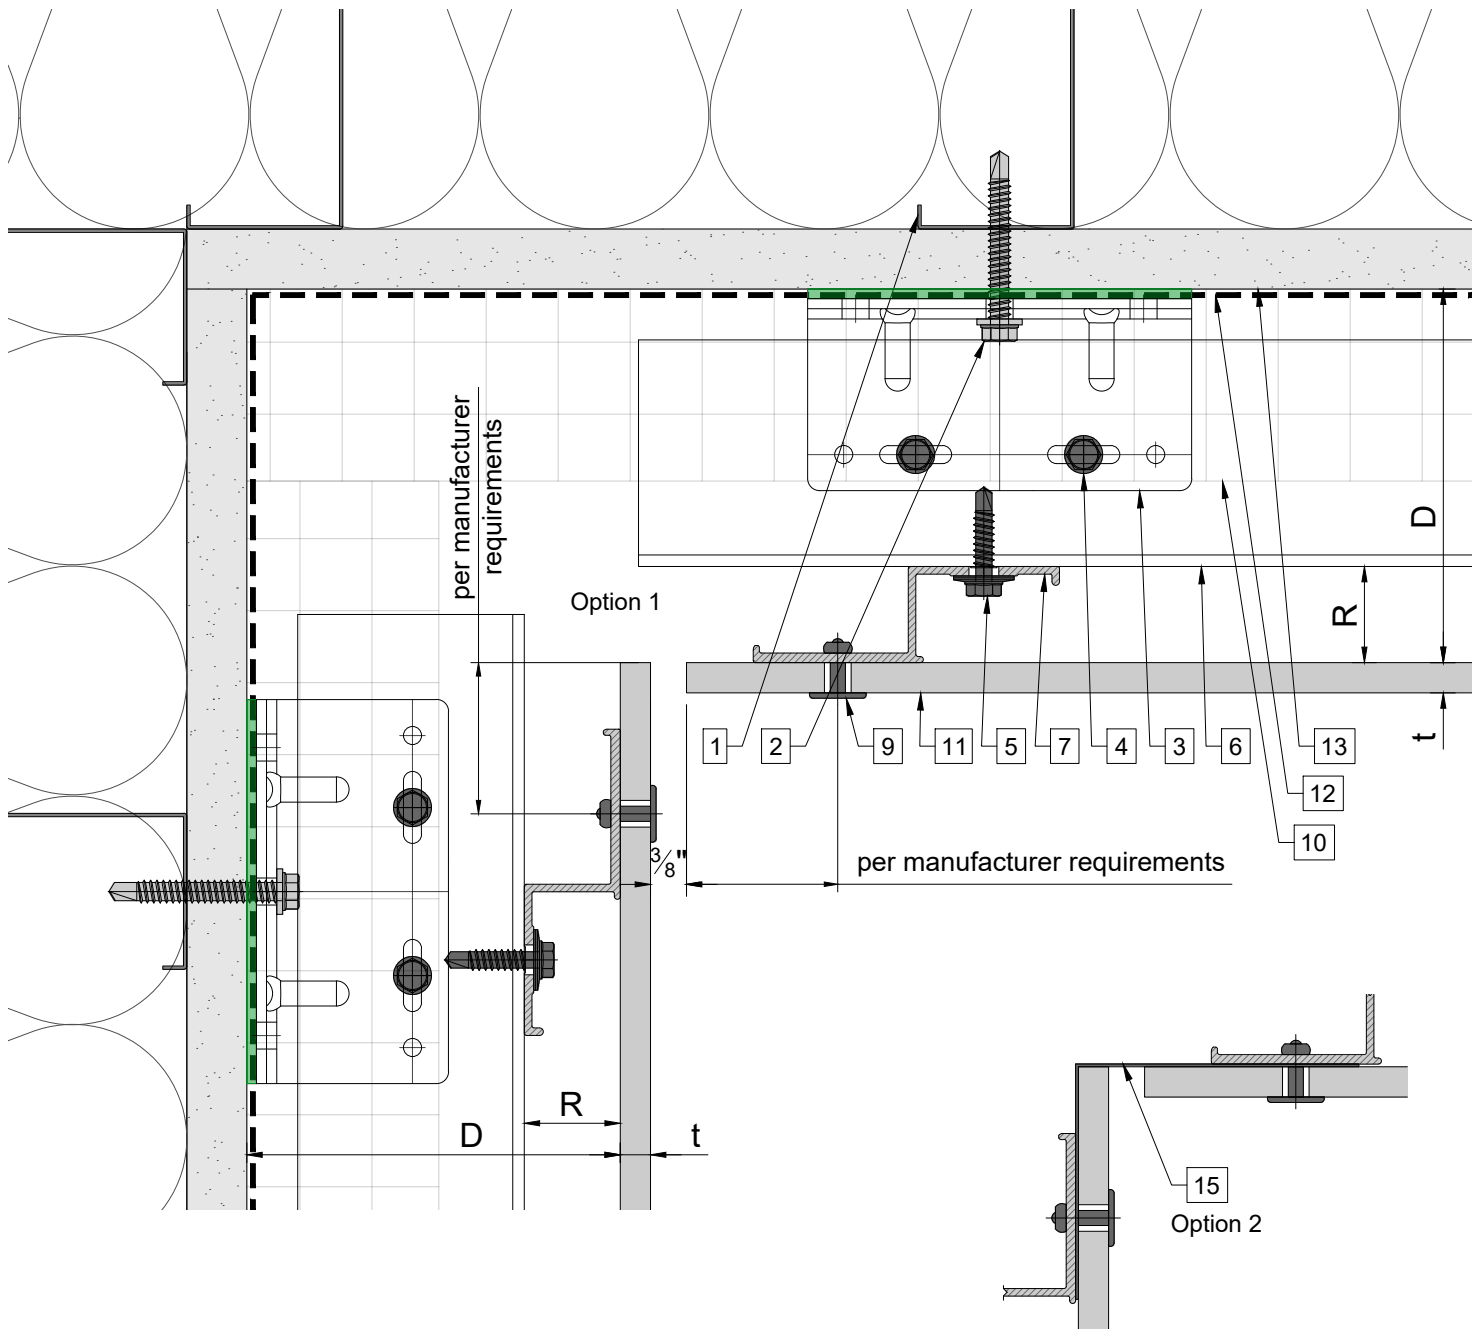 per manufacturer
requirements
Option 1
D
R
t
1
2
9
11
5
7
4
3
6
13
12
10
3/8"
per manufacturer requirements
R
D
t
15
Option 2